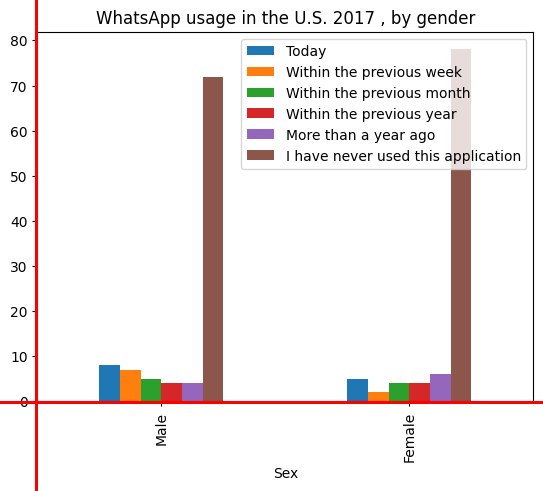 WhatsApp usage in the U.S. 2017 , by gender
80
70
60
50
40
30
20
10
0
Today
Within the previous week
Within the previous month
Within the previous year
More than a year ago
I have never used this application
Male
Female
Sex